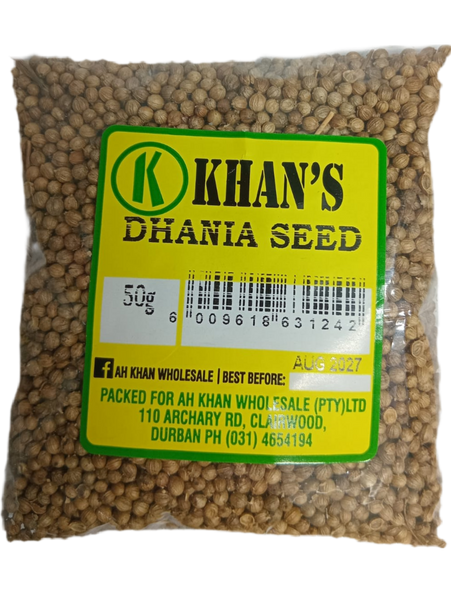 K KHAN'S
DHANIA SEED
50g
6 009618 631242
AUG 2027
f AH KHAN WHOLESALE | BEST BEFORE:
PACKED FOR AH KHAN WHOLESALE (PTY)LTD
110 ARCHARY RD, CLAIRWOOD,
DURBAN PH (031) 4654194